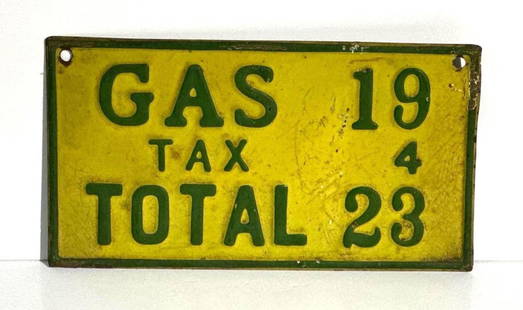 GAS 19
TAX 4
TOTAL 23